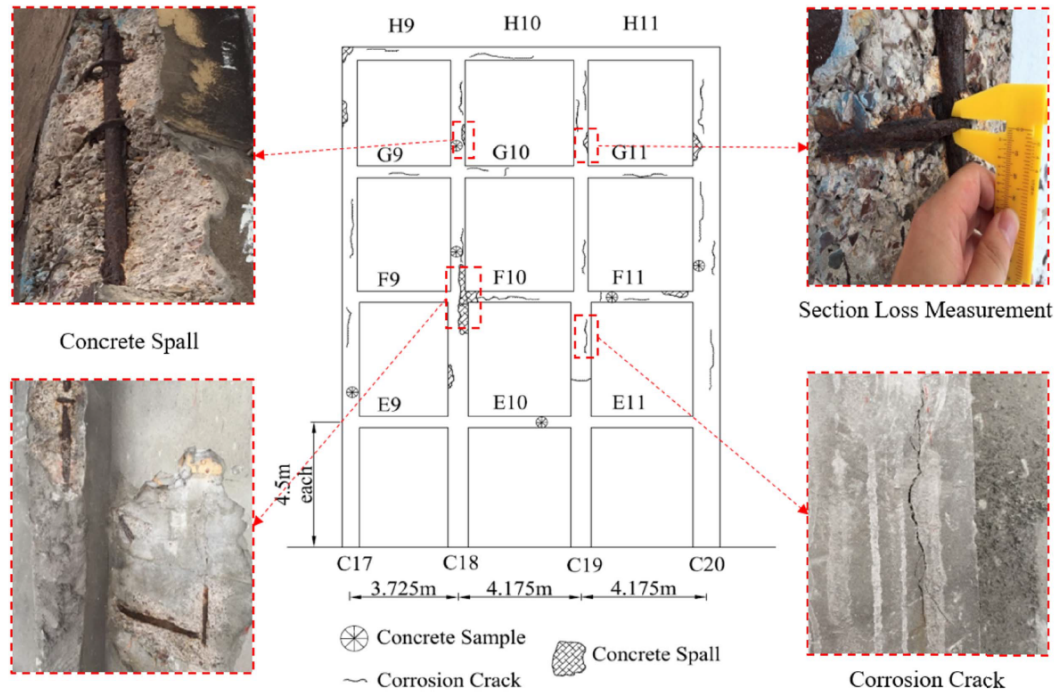 H9 H10 H11
G9 G10 G11
F9 F10 F11
Section Loss Measurement
Concrete Spall
E9 E10 E11
4.5m
each
C17 C18 C19 C20
3.725m 4.175m 4.175m
Concrete Sample
Corrosion Crack
Concrete Spall
Corrosion Crack